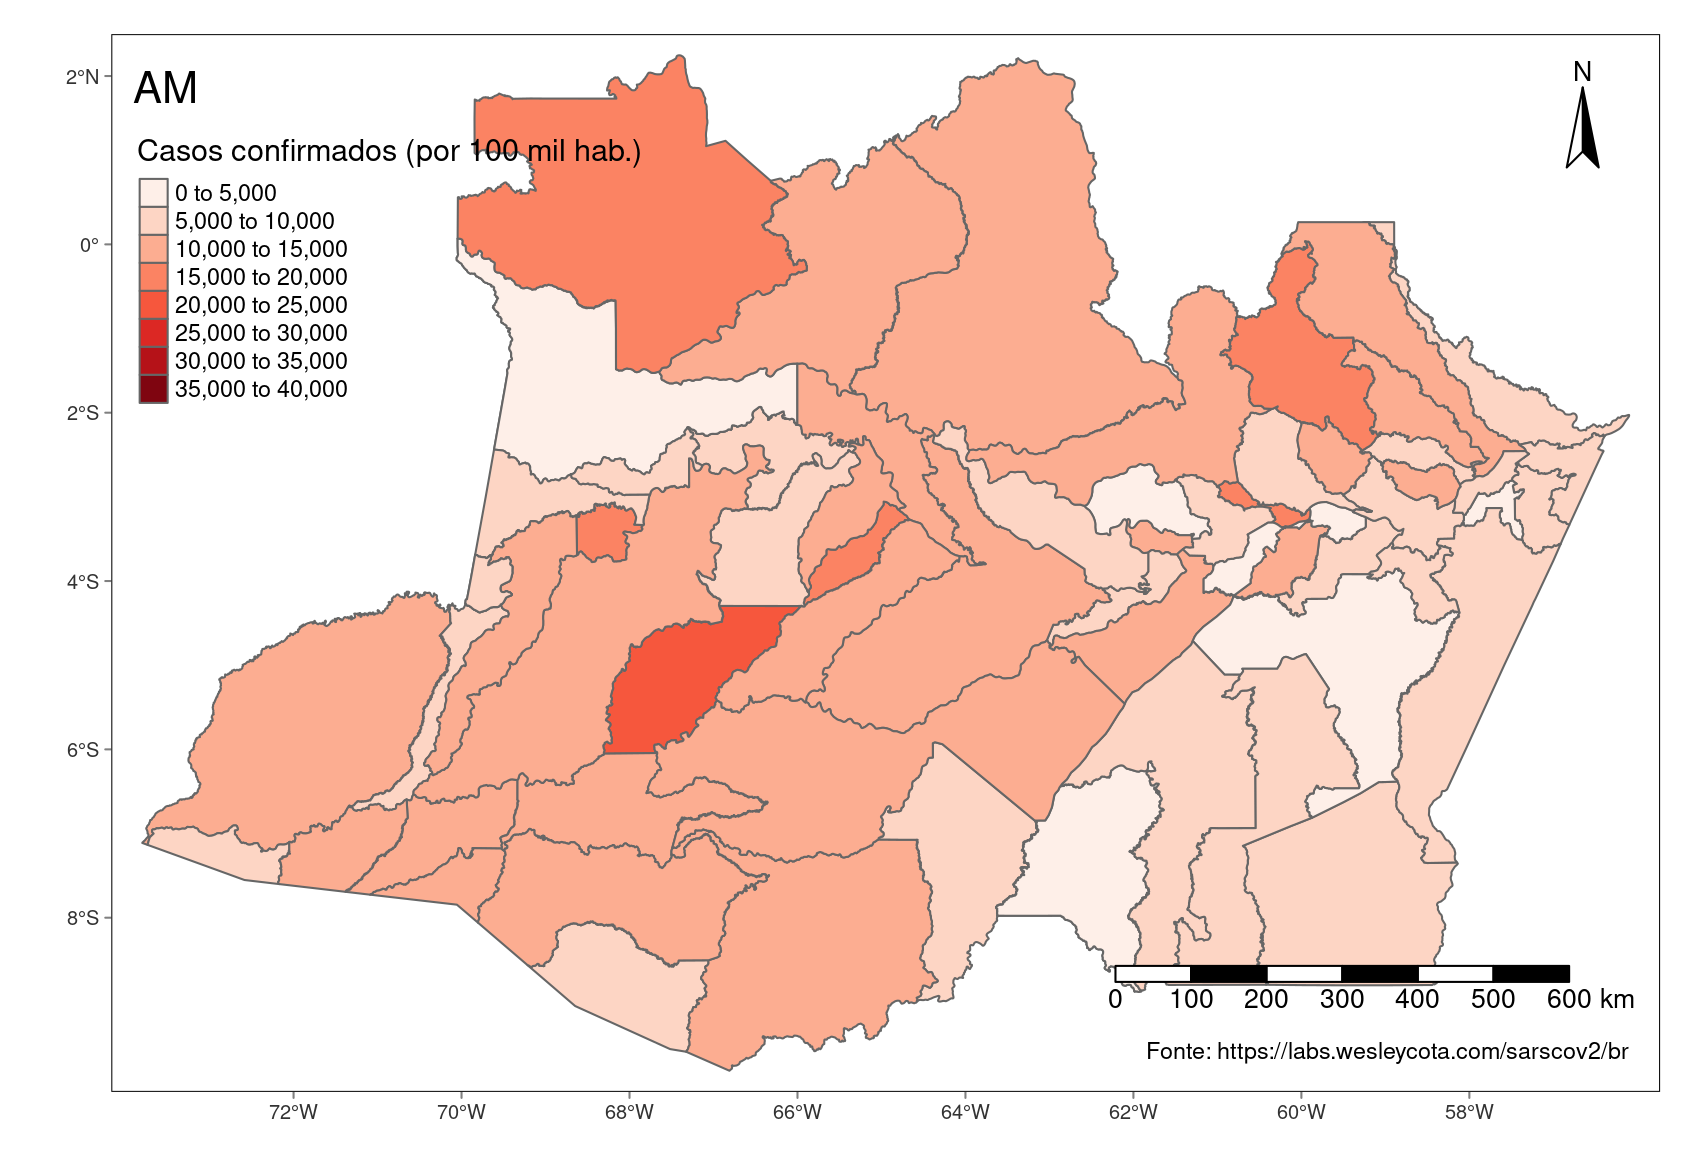 AM
N
Casos confirmados (por 100 mil hab.)
0 to 5,000
5,000 to 10,000
10,000 to 15,000
15,000 to 20,000
20,000 to 25,000
25,000 to 30,000
30,000 to 35,000
35,000 to 40,000
2°N
0°
2°S
4°S
6°S
8°S
0 100 200 300 400 500 600 km
Fonte: https://labs.wesleycota.com/sarscov2/br
72°W 70°W 68°W 66°W 64°W 62°W 60°W 58°W